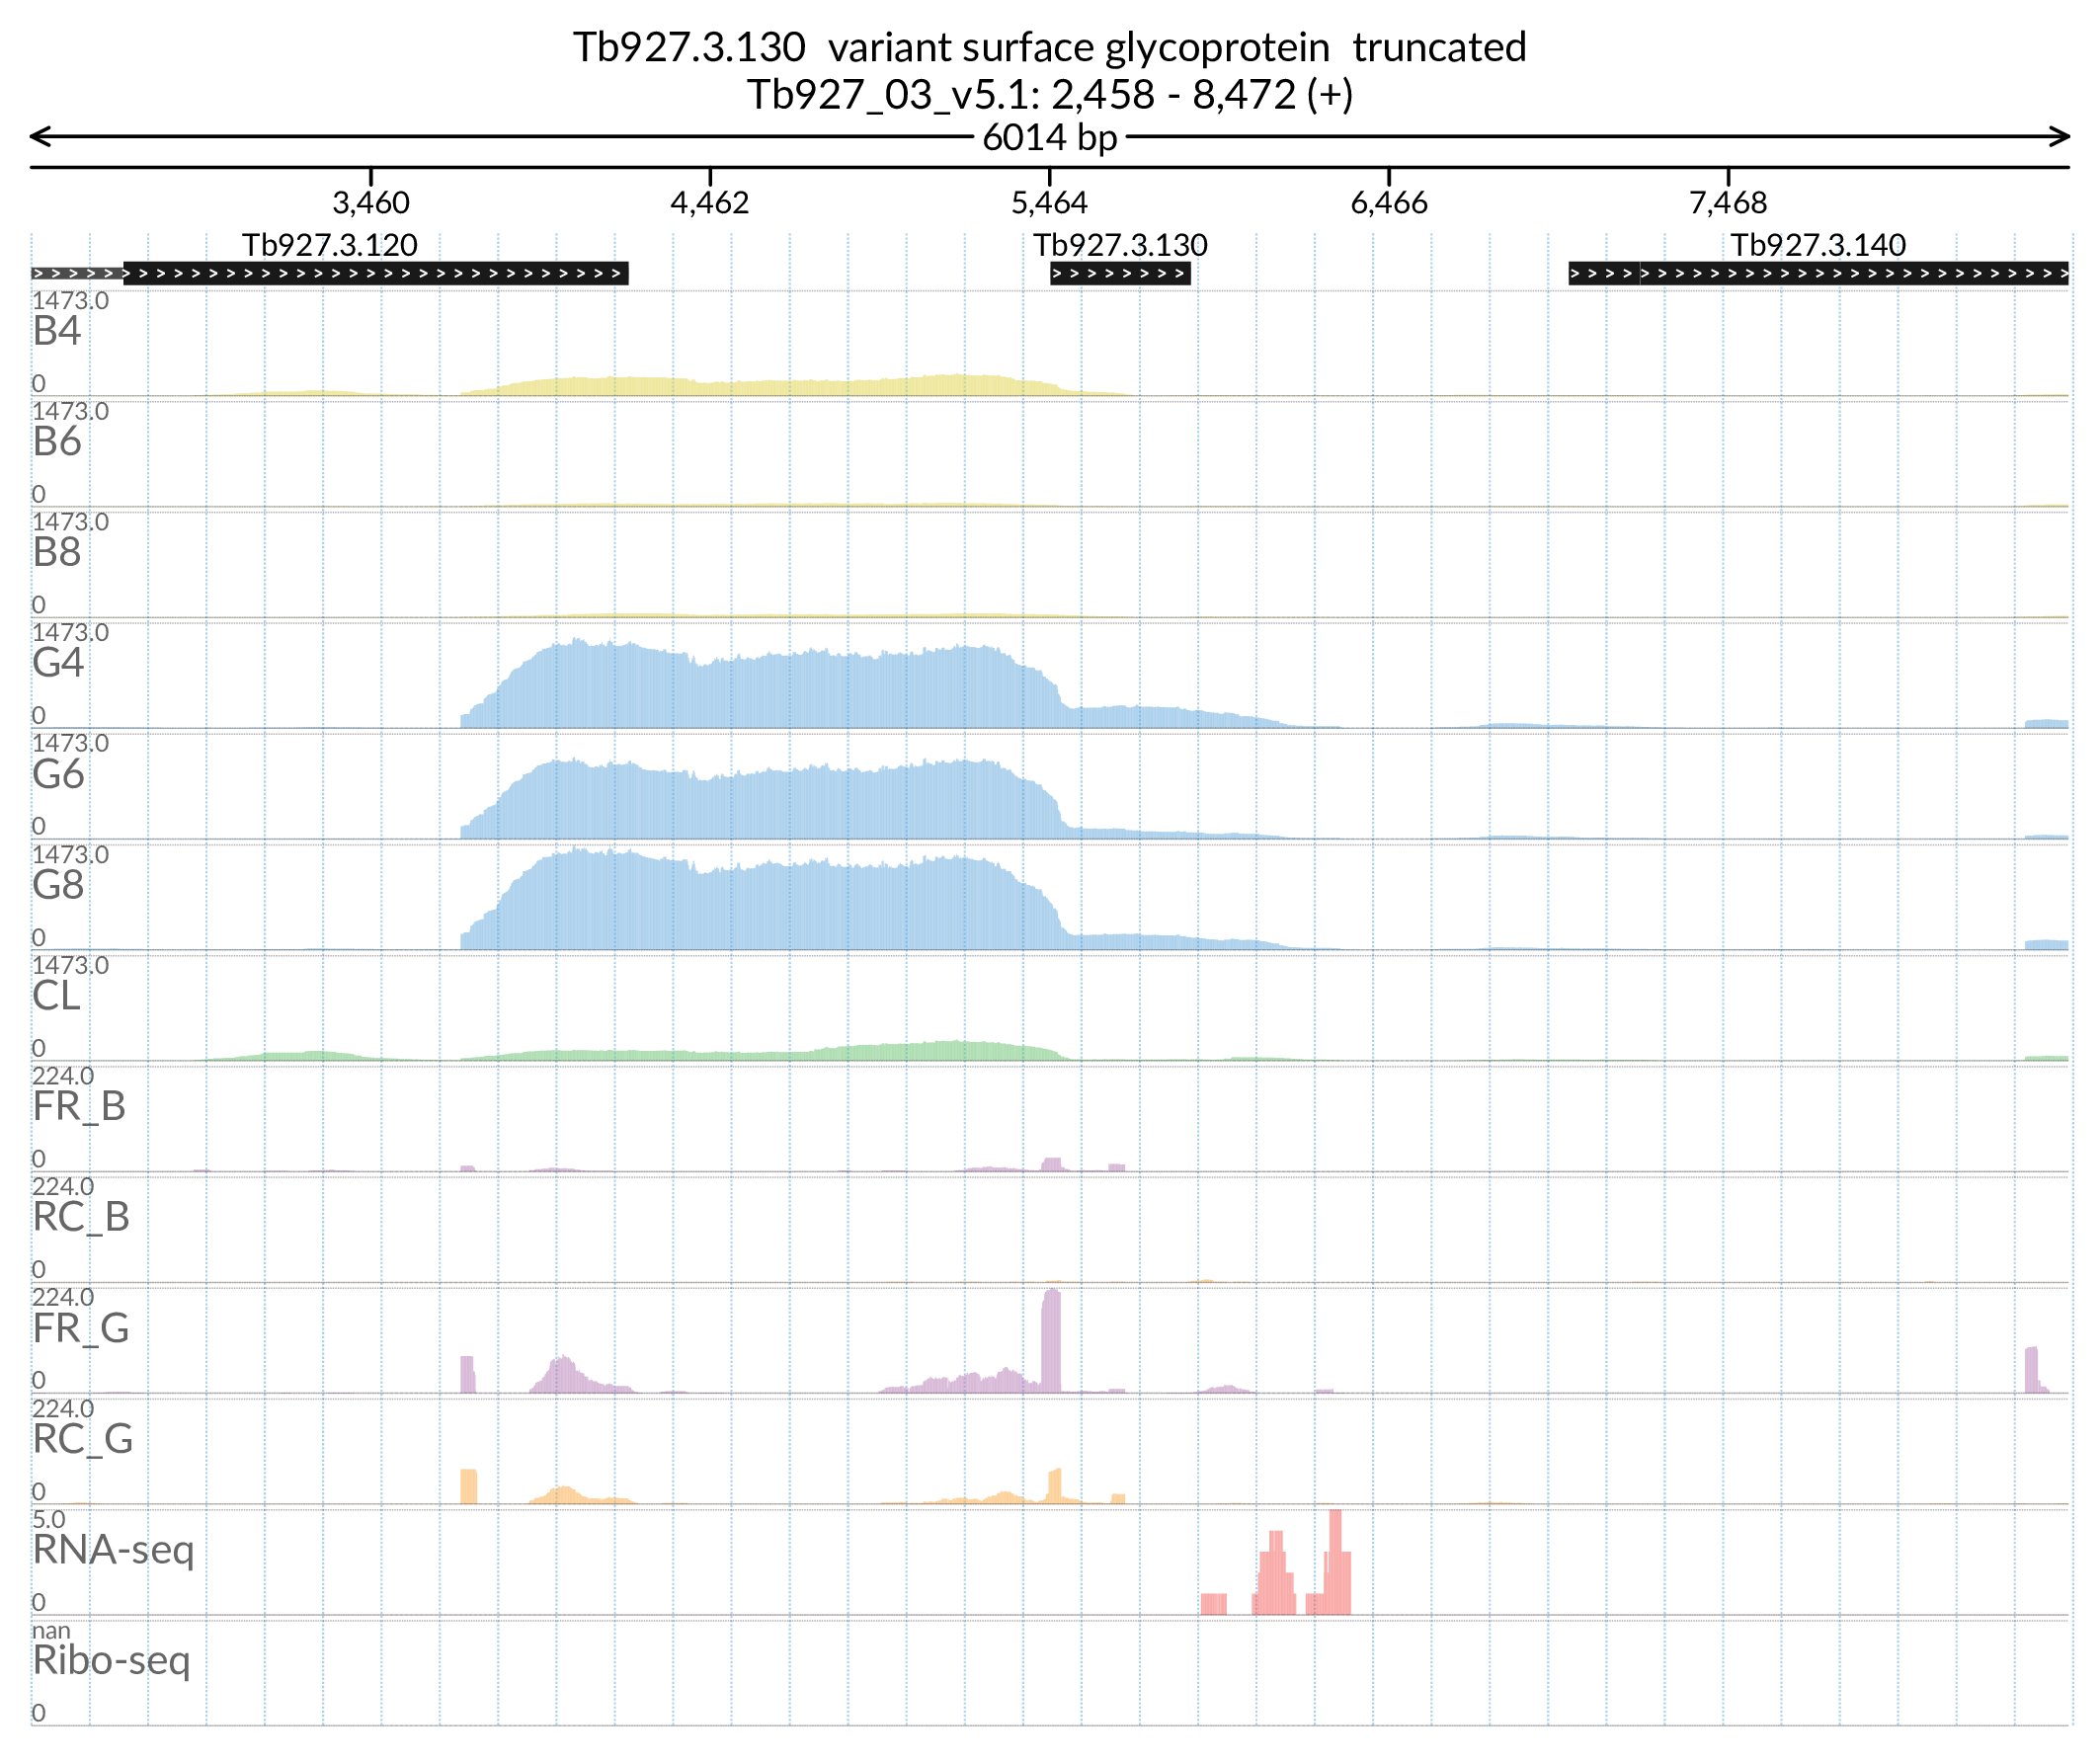 Tb927.3.130 variant surface glycoprotein truncated
Tb927_03_v5.1: 2,458 - 8,472 (+)
6014 bp
3,460 4,462 5,464 6,466 7,468
Tb927.3.120 Tb927.3.130 Tb927.3.140
1473.0
B4
0
1473.0
B6
0
1473.0
B8
0
1473.0
G4
0
1473.0
G6
0
1473.0
G8
0
1473.0
CL
0
224.0
FR_B
0
224.0
RC_B
0
224.0
FR_G
0
224.0
RC_G
0
5.0
RNA-seq
0
nan
Ribo-seq
0